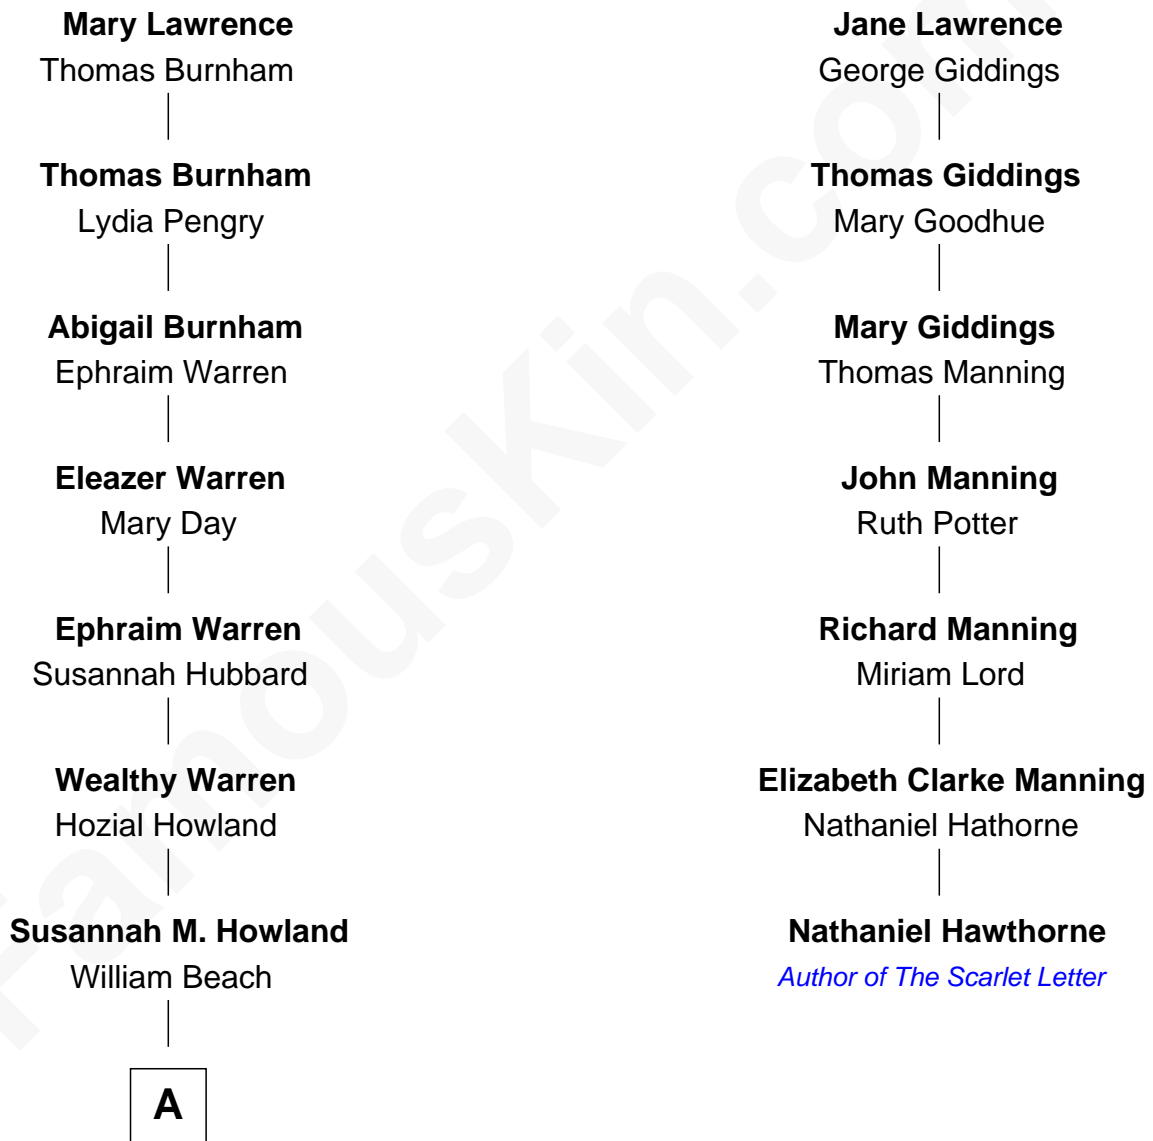 Mary Lawrence
Thomas Burnham
Thomas Burnham
Lydia Pengry
Abigail Burnham
Ephraim Warren
Eleazer Warren
Mary Day
Ephraim Warren
Susannah Hubbard
Wealthy Warren
Hozial Howland
Susannah M. Howland
William Beach
A
Jane Lawrence
George Giddings
Thomas Giddings
Mary Goodhue
Mary Giddings
Thomas Manning
John Manning
Ruth Potter
Richard Manning
Miriam Lord
Elizabeth Clarke Manning
Nathaniel Hathorne
Nathaniel Hawthorne
Author of The Scarlet Letter
FamousKin.com